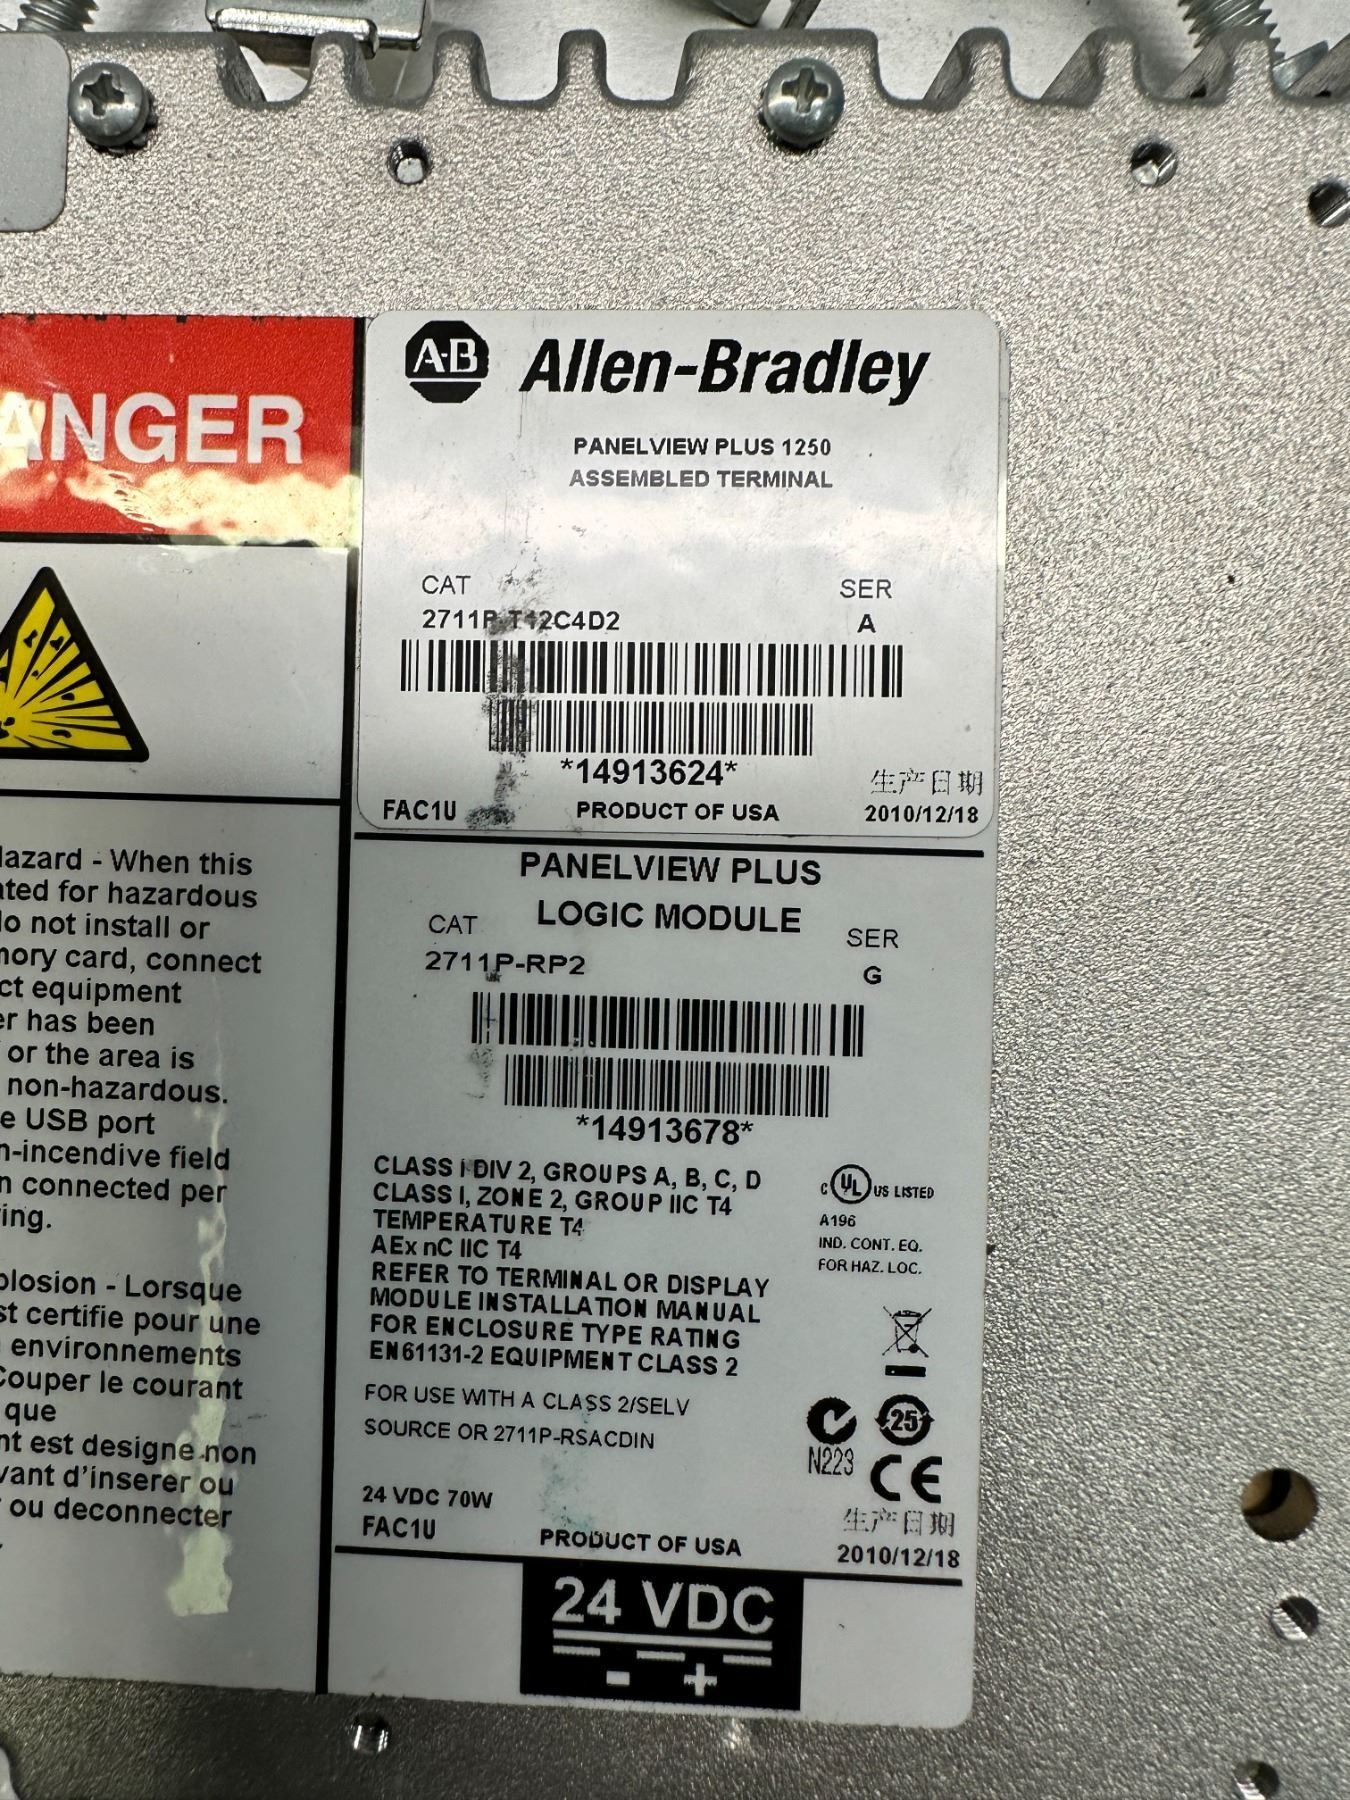 ANGER
lazard - When this
ated for hazardous
do not install or
mory card, connect
ct equipment
er has been
or the area is
non-hazardous.
e USB port
n-incendive field
n connected per
ing.
plosion - Lorsque
st certifie pour une
environnements
Couper le courant
que
nt est designe non
vant d'inserer ou
ou deconnecter
A-B Allen-Bradley
PANELVIEW PLUS 1250
ASSEMBLED TERMINAL
CAT SER
2711P-T12C4D2 A
*14913624*
生产日期
FAC1U PRODUCT OF USA 2010/12/18
PANELVIEW PLUS
LOGIC MODULE
CAT SER
2711P-RP2 G
*14913678*
CLASS I DIV 2, GROUPS A, B, C, D
CLASS I, ZONE 2, GROUP IIC T4
TEMPERATURE T4
AEx nC IIC T4
REFER TO TERMINAL OR DISPLAY
MODULE INSTALLATION MANUAL
FOR ENCLOSURE TYPE RATING
EN61131-2 EQUIPMENT CLASS 2
C UL US LISTED
A196
IND. CONT. EQ.
FOR HAZ. LOC.
FOR USE WITH A CLASS 2/SELV
SOURCE OR 2711P-RSACDIN
25
N223 CE
24 VDC 70W
生产日期
FAC1U PRODUCT OF USA 2010/12/18
24 VDC
- +